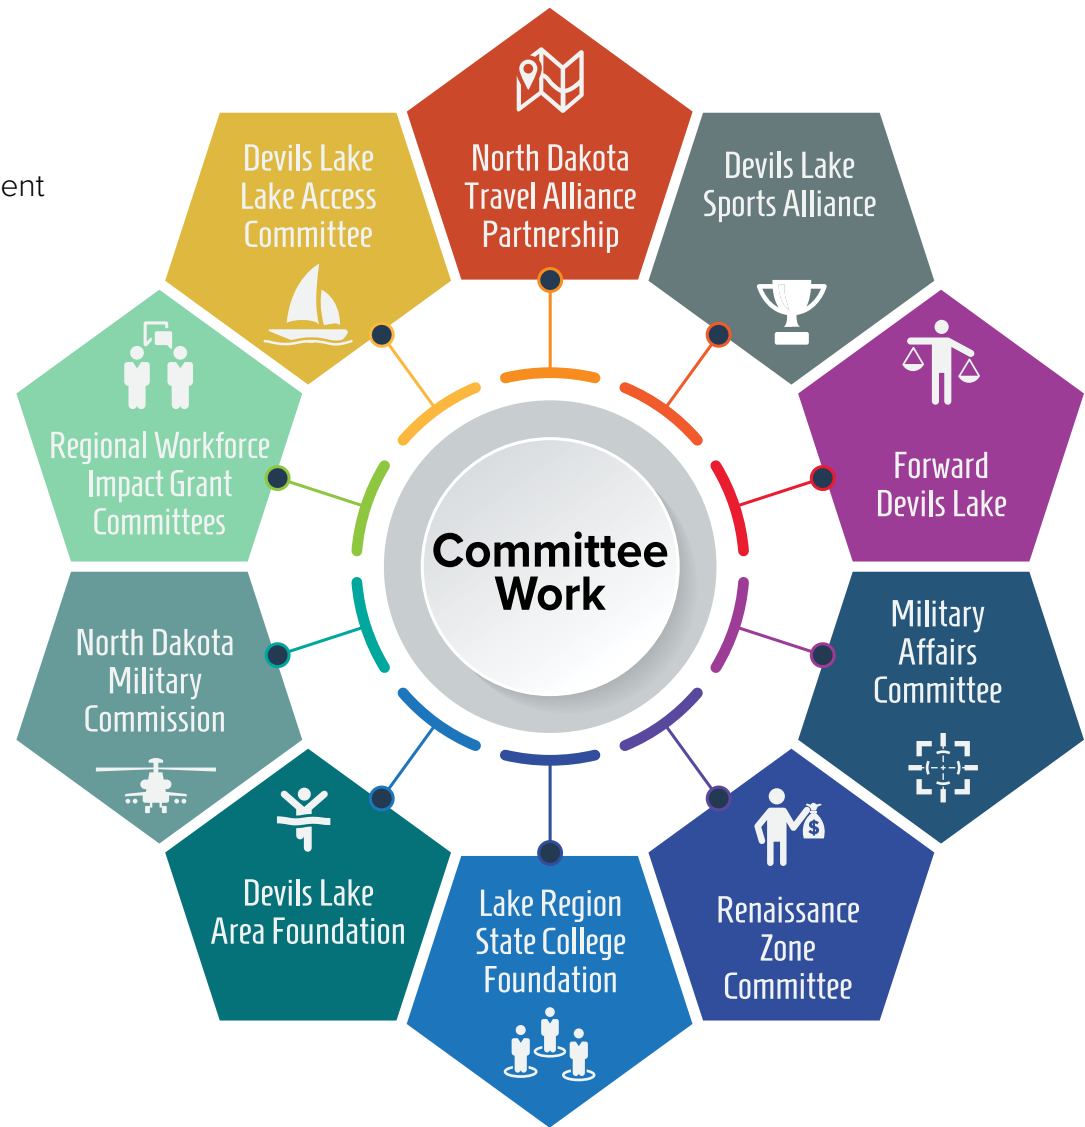 ent
North Dakota
Travel Alliance
Partnership
Devils Lake
Sports Alliance
Forward
Devils Lake
Military
Affairs
Committee
Renaissance
Zone
Committee
$
Lake Region
State College
Foundation
Devils Lake
Area Foundation
North Dakota
Military
Commission
Regional Workforce
Impact Grant
Committees
Devils Lake
Lake Access
Committee
Committee
Work